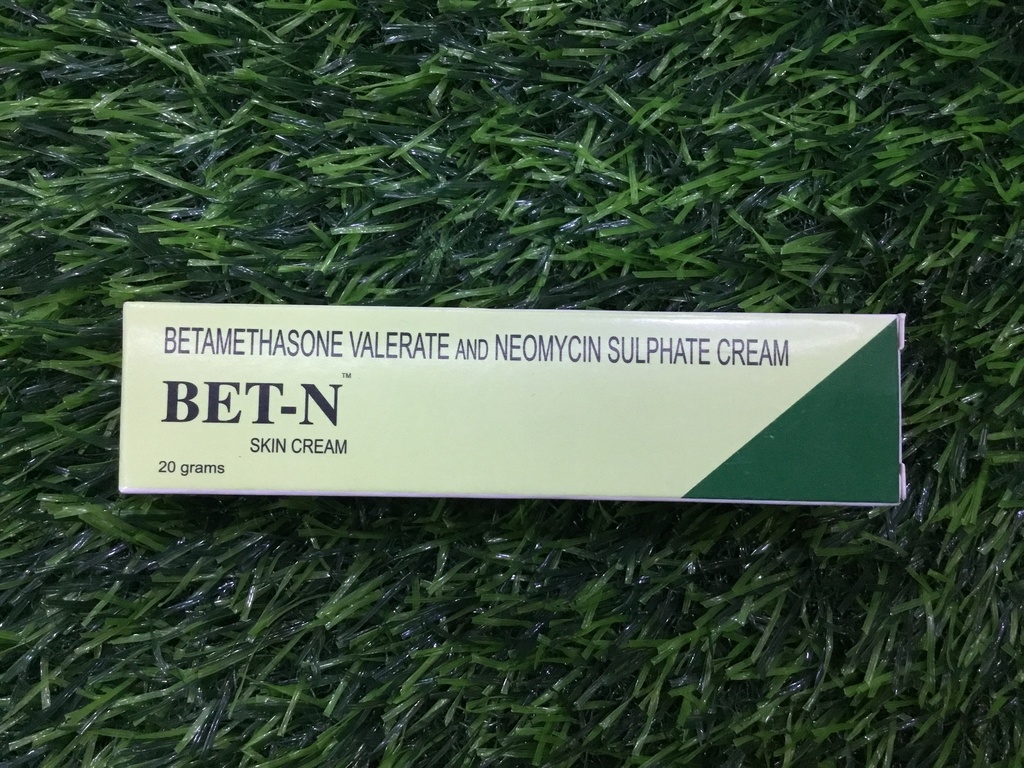 BETAMETHASONE VALERATE AND NEOMYCIN SULPHATE CREAM
BET-N™
SKIN CREAM
20 grams